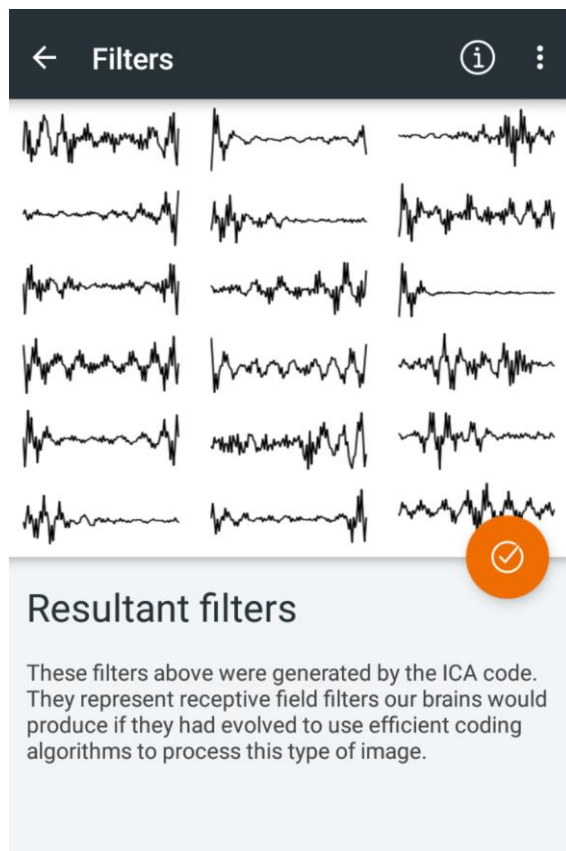 Filters
Resultant filters
These filters above were generated by the ICA code.
They represent receptive field filters our brains would
produce if they had evolved to use efficient coding
algorithms to process this type of image.